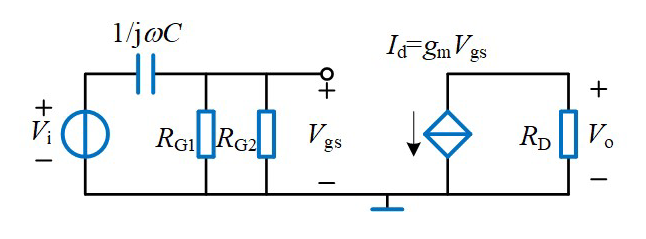 1/jωC
I_d=g_mV_gs
+
V_i
−
R_G1
R_G2
+
V_gs
−
R_D
+
V_o
−